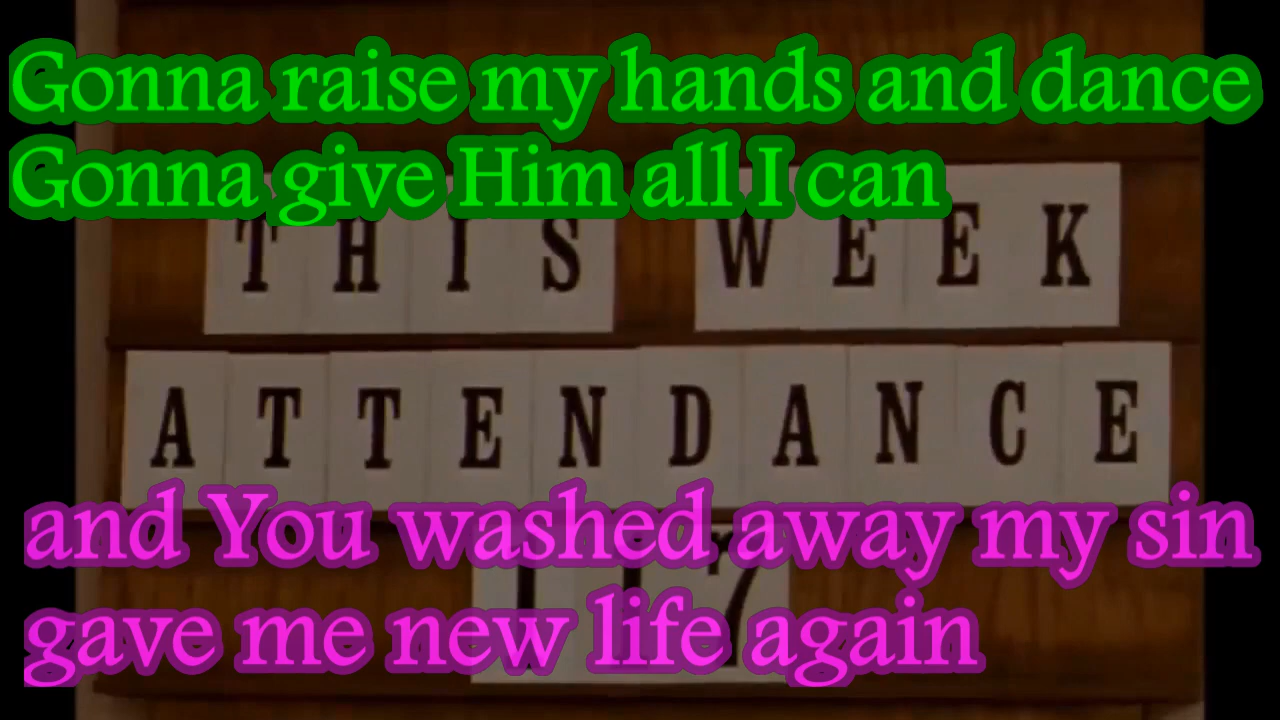 Gonna raise my hands and dance
Gonna give Him all I can
THIS WEEK
ATTENDANCE
and You washed away my sin
117
gave me new life again